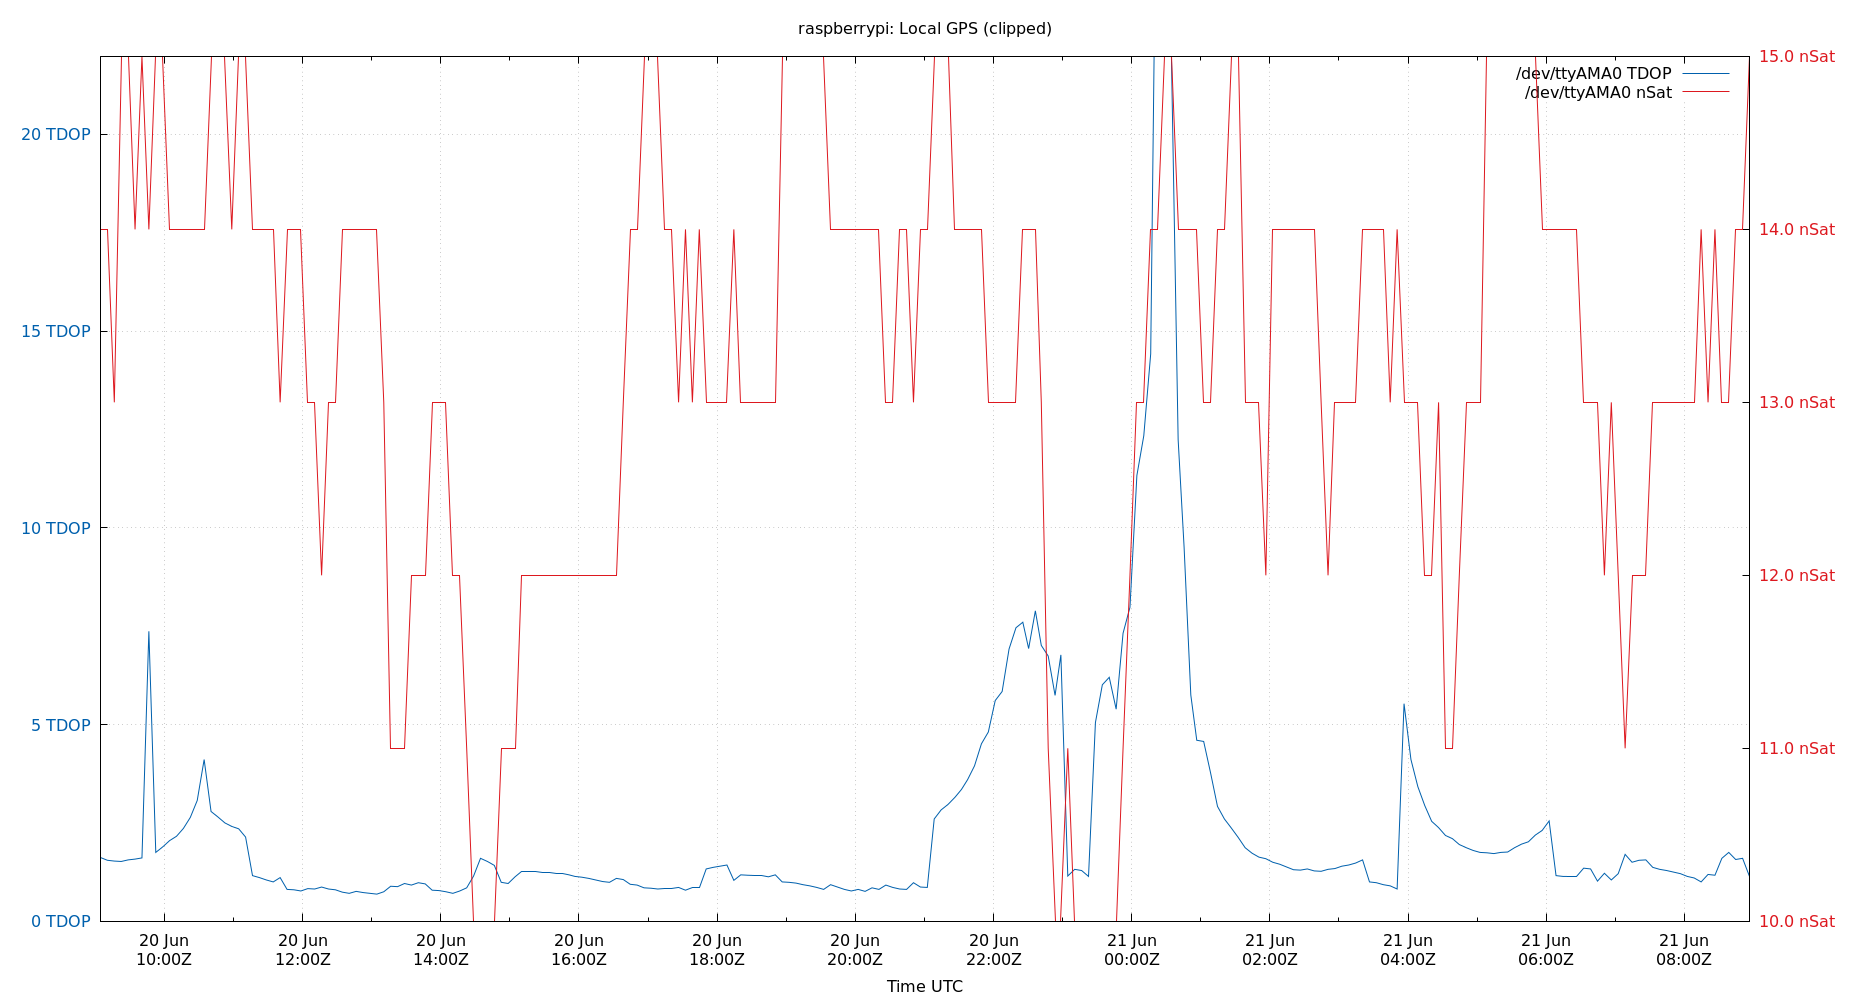 raspberrypi: Local GPS (clipped)
/dev/ttyAMA0 TDOP
/dev/ttyAMA0 nSat
20 TDOP
15 TDOP
10 TDOP
5 TDOP
0 TDOP
15.0 nSat
14.0 nSat
13.0 nSat
12.0 nSat
11.0 nSat
10.0 nSat
20 Jun 20 Jun 20 Jun 20 Jun 20 Jun 20 Jun 20 Jun 21 Jun 21 Jun 21 Jun 21 Jun 21 Jun
10:00Z 12:00Z 14:00Z 16:00Z 18:00Z 20:00Z 22:00Z 00:00Z 02:00Z 04:00Z 06:00Z 08:00Z
Time UTC